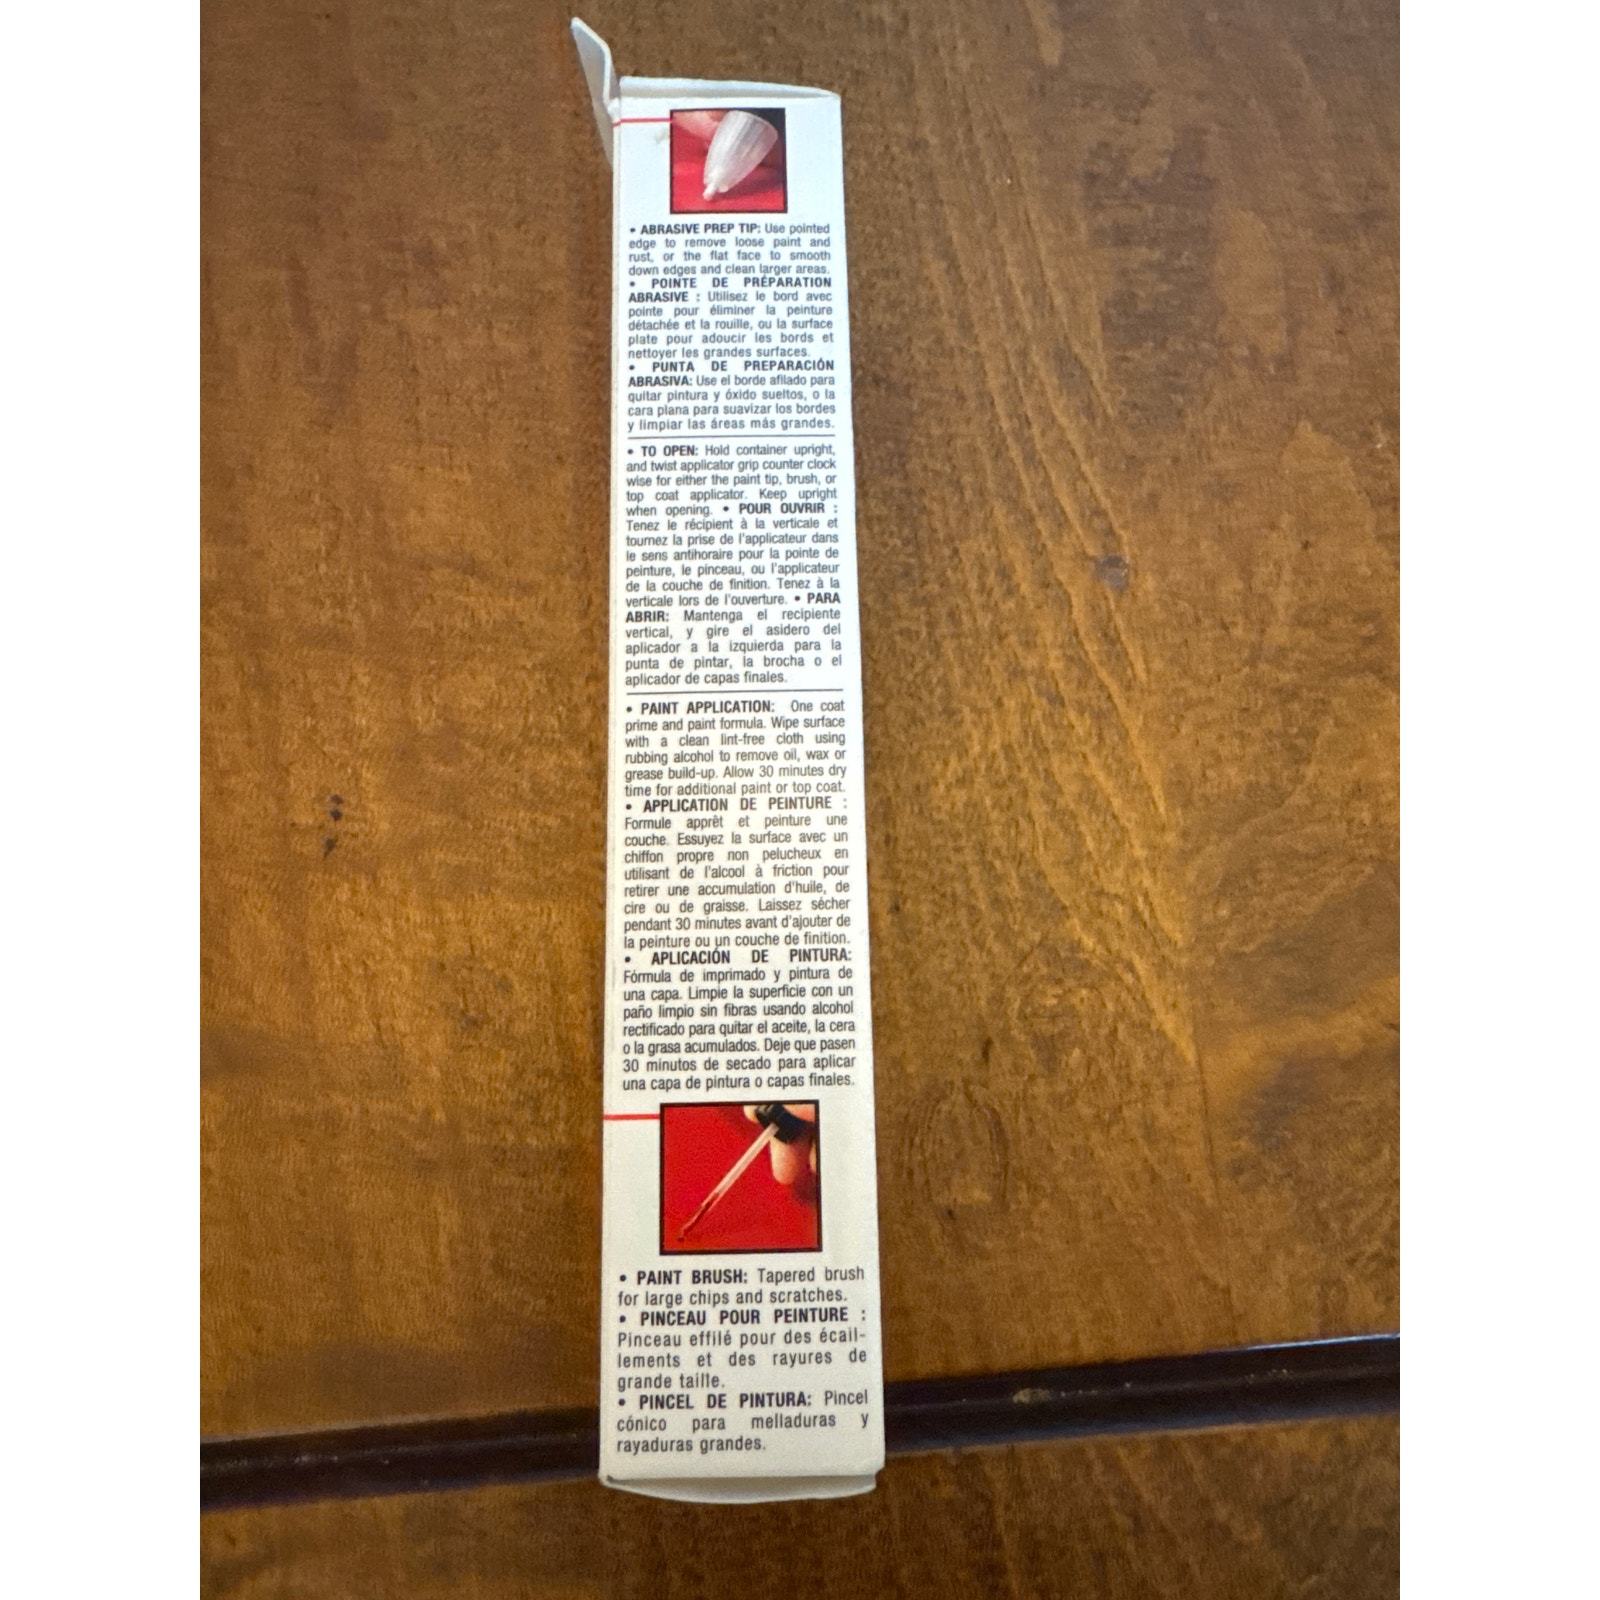 • ABRASIVE PREP TIP: Use pointed
edge to remove loose paint and
rust, or the flat face to smooth
down edges and clean larger areas.
• POINTE DE PRÉPARATION
ABRASIVE : Utilisez le bord avec
pointe pour éliminer la peinture
détachée et la rouille, ou la surface
plate pour adoucir les bords et
nettoyer les grandes surfaces.
• PUNTA DE PREPARACIÓN
ABRASIVA: Use el borde afilado para
quitar pintura y óxido sueltos, o la
cara plana para suavizar los bordes
y limpiar las áreas más grandes.
• TO OPEN: Hold container upright,
and twist applicator grip counter clock
wise for either the paint tip, brush, or
top coat applicator. Keep upright
when opening. • POUR OUVRIR :
Tenez le récipient à la verticale et
tournez la prise de l'applicateur dans
le sens antihoraire pour la pointe de
peinture, le pinceau, ou l'applicateur
de la couche de finition. Tenez à la
verticale lors de l'ouverture. • PARA
ABRIR: Mantenga el recipiente
vertical, y gire el asidero del
aplicador a la izquierda para la
punta de pintar, la brocha o el
aplicador de capas finales.
• PAINT APPLICATION: One coat
prime and paint formula. Wipe surface
with a clean lint-free cloth using
rubbing alcohol to remove oil, wax or
grease build-up. Allow 30 minutes dry
time for additional paint or top coat.
• APPLICATION DE PEINTURE :
Formule apprêt et peinture une
couche. Essuyez la surface avec un
chiffon propre non pelucheux en
utilisant de l'alcool à friction pour
retirer une accumulation d'huile, de
cire ou de graisse. Laissez sécher
pendant 30 minutes avant d'ajouter de
la peinture ou un couche de finition.
• APLICACIÓN DE PINTURA:
Fórmula de imprimado y pintura de
una capa. Limpie la superficie con un
paño limpio sin fibras usando alcohol
rectificado para quitar el aceite, la cera
o la grasa acumulados. Deje que pasen
30 minutos de secado para aplicar
una capa de pintura o capas finales.
• PAINT BRUSH: Tapered brush
for large chips and scratches.
• PINCEAU POUR PEINTURE :
Pinceau effilé pour des écail-
lements et des rayures de
grande taille.
• PINCEL DE PINTURA: Pincel
cónico para melladuras y
rayaduras grandes.